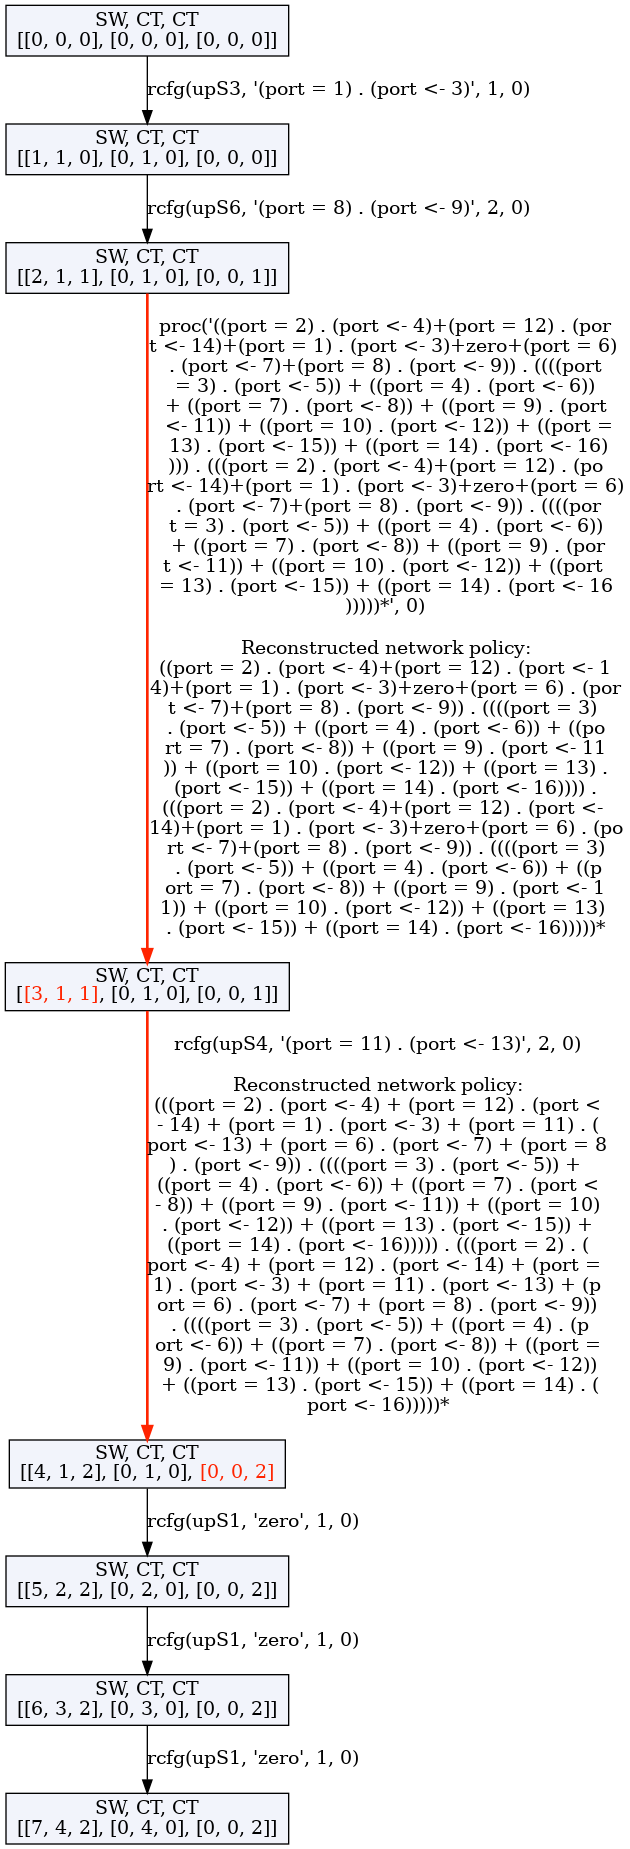 SW, CT, CT
[[0, 0, 0], [0, 0, 0], [0, 0, 0]]
rcfg(upS3, '(port = 1) . (port <- 3)', 1, 0)
SW, CT, CT
[[1, 1, 0], [0, 1, 0], [0, 0, 0]]
rcfg(upS6, '(port = 8) . (port <- 9)', 2, 0)
SW, CT, CT
[[2, 1, 1], [0, 1, 0], [0, 0, 1]]
proc('((port = 2) . (port <- 4)+(port = 12) . (por
t <- 14)+(port = 1) . (port <- 3)+zero+(port = 6)
. (port <- 7)+(port = 8) . (port <- 9)) . ((((port
= 3) . (port <- 5)) + ((port = 4) . (port <- 6))
+ ((port = 7) . (port <- 8)) + ((port = 9) . (port
<- 11)) + ((port = 10) . (port <- 12)) + ((port =
13) . (port <- 15)) + ((port = 14) . (port <- 16)
))) . (((port = 2) . (port <- 4)+(port = 12) . (po
rt <- 14)+(port = 1) . (port <- 3)+zero+(port = 6)
. (port <- 7)+(port = 8) . (port <- 9)) . ((((por
t = 3) . (port <- 5)) + ((port = 4) . (port <- 6))
+ ((port = 7) . (port <- 8)) + ((port = 9) . (por
t <- 11)) + ((port = 10) . (port <- 12)) + ((port
= 13) . (port <- 15)) + ((port = 14) . (port <- 16
)))))*', 0)
Reconstructed network policy:
((port = 2) . (port <- 4)+(port = 12) . (port <- 1
4)+(port = 1) . (port <- 3)+zero+(port = 6) . (por
t <- 7)+(port = 8) . (port <- 9)) . ((((port = 3)
. (port <- 5)) + ((port = 4) . (port <- 6)) + ((po
rt = 7) . (port <- 8)) + ((port = 9) . (port <- 11
)) + ((port = 10) . (port <- 12)) + ((port = 13) .
(port <- 15)) + ((port = 14) . (port <- 16)))) .
(((port = 2) . (port <- 4)+(port = 12) . (port <-
14)+(port = 1) . (port <- 3)+zero+(port = 6) . (po
rt <- 7)+(port = 8) . (port <- 9)) . ((((port = 3)
. (port <- 5)) + ((port = 4) . (port <- 6)) + ((p
ort = 7) . (port <- 8)) + ((port = 9) . (port <- 1
1)) + ((port = 10) . (port <- 12)) + ((port = 13)
. (port <- 15)) + ((port = 14) . (port <- 16)))))*
SW, CT, CT
[[3, 1, 1], [0, 1, 0], [0, 0, 1]]
rcfg(upS4, '(port = 11) . (port <- 13)', 2, 0)
Reconstructed network policy:
(((port = 2) . (port <- 4) + (port = 12) . (port <
- 14) + (port = 1) . (port <- 3) + (port = 11) . (
port <- 13) + (port = 6) . (port <- 7) + (port = 8
) . (port <- 9)) . ((((port = 3) . (port <- 5)) +
((port = 4) . (port <- 6)) + ((port = 7) . (port <
- 8)) + ((port = 9) . (port <- 11)) + ((port = 10)
. (port <- 12)) + ((port = 13) . (port <- 15)) +
((port = 14) . (port <- 16))))) . (((port = 2) . (
port <- 4) + (port = 12) . (port <- 14) + (port =
1) . (port <- 3) + (port = 11) . (port <- 13) + (p
ort = 6) . (port <- 7) + (port = 8) . (port <- 9))
. ((((port = 3) . (port <- 5)) + ((port = 4) . (p
ort <- 6)) + ((port = 7) . (port <- 8)) + ((port =
9) . (port <- 11)) + ((port = 10) . (port <- 12))
+ ((port = 13) . (port <- 15)) + ((port = 14) . (
port <- 16)))))*
SW, CT, CT
[[4, 1, 2], [0, 1, 0], [0, 0, 2]
rcfg(upS1, 'zero', 1, 0)
SW, CT, CT
[[5, 2, 2], [0, 2, 0], [0, 0, 2]]
rcfg(upS1, 'zero', 1, 0)
SW, CT, CT
[[6, 3, 2], [0, 3, 0], [0, 0, 2]]
rcfg(upS1, 'zero', 1, 0)
SW, CT, CT
[[7, 4, 2], [0, 4, 0], [0, 0, 2]]